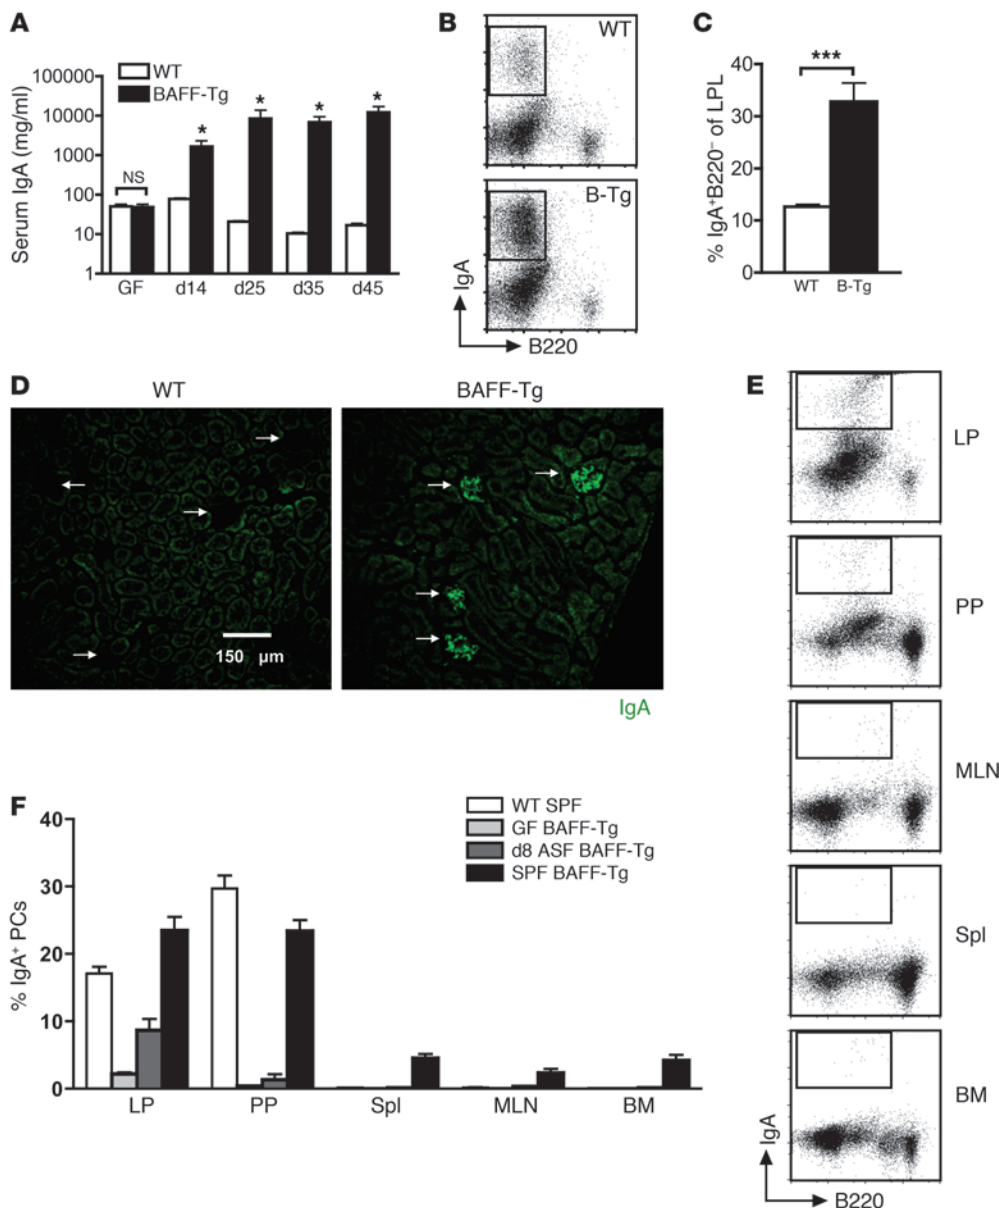 A
Serum IgA (mg/ml)
100000
10000
1000
100
10
1
WT
BAFF-Tg
NS
*
*
*
*
GF d14 d25 d35 d45
B
WT
B-Tg
IgA
B220
C
% IgA⁺B220⁻ of LPL
40
30
20
10
0
***
WT B-Tg
D
WT
BAFF-Tg
150 μm
IgA
E
LP
PP
MLN
Spl
BM
IgA
B220
F
% IgA⁺ PCs
40
30
20
10
0
WT SPF
GF BAFF-Tg
d8 ASF BAFF-Tg
SPF BAFF-Tg
LP PP Spl MLN BM